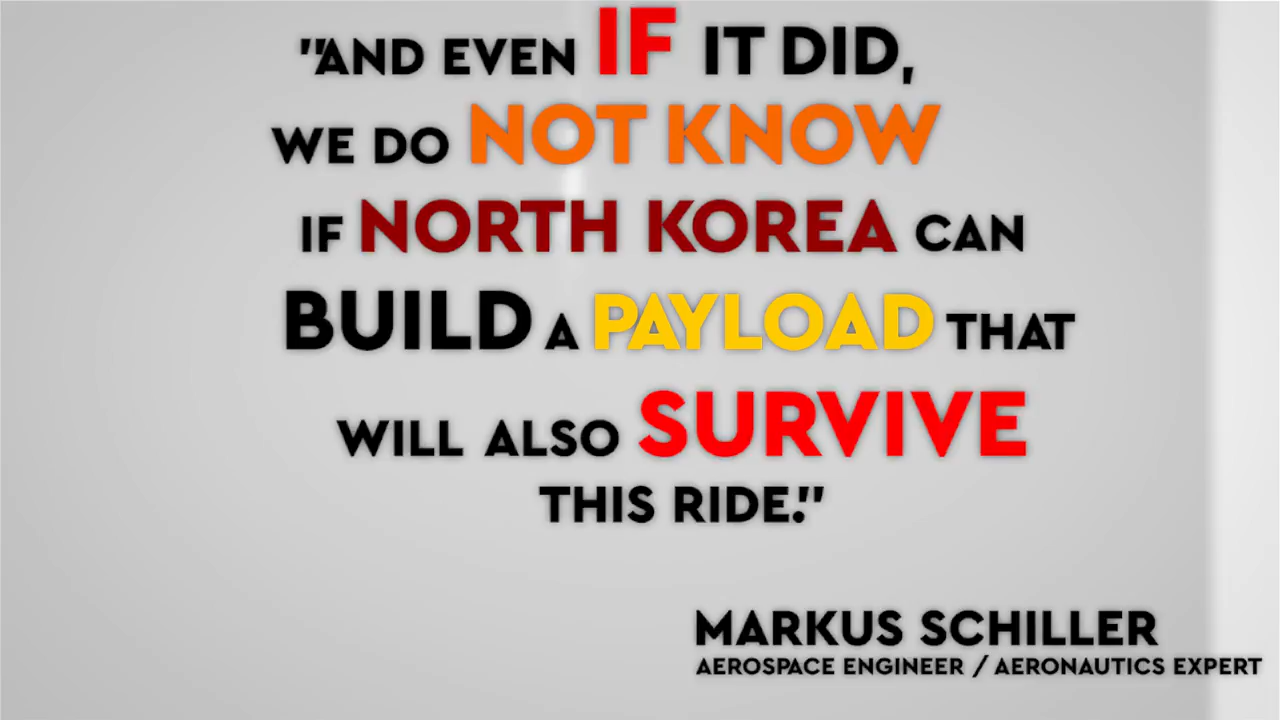 "AND EVEN IF IT DID,
WE DO NOT KNOW
IF NORTH KOREA CAN
BUILD A PAYLOAD THAT
WILL ALSO SURVIVE
THIS RIDE."
MARKUS SCHILLER
AEROSPACE ENGINEER / AERONAUTICS EXPERT